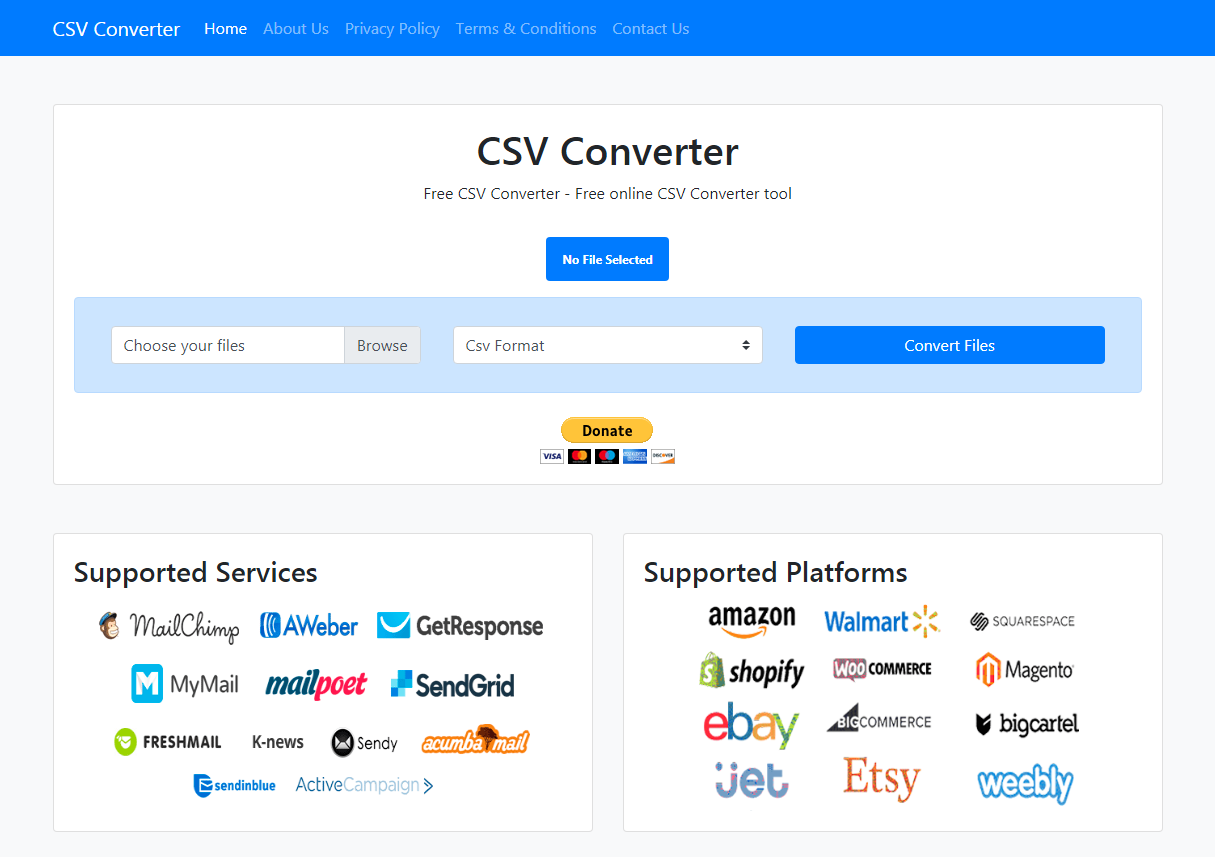 CSV Converter Home About Us Privacy Policy Terms & Conditions Contact Us
CSV Converter
Free CSV Converter - Free online CSV Converter tool
No File Selected
Choose your files Browse Csv Format Convert Files
Donate
VISA DISCOVER
Supported Services
MailChimp AWeber GetResponse
MyMail mailpoet SendGrid
FRESHMAIL K-news Sendy acumbamail
sendinblue ActiveCampaign
Supported Platforms
amazon Walmart SQUARESPACE
shopify WOO COMMERCE Magento
ebay BIGCOMMERCE bigcartel
jet Etsy weebly